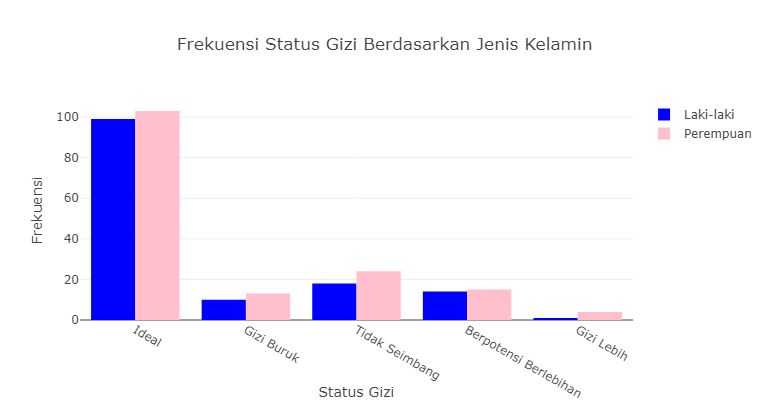 Frekuensi Status Gizi Berdasarkan Jenis Kelamin
Laki-laki
Perempuan
Frekuensi
100
80
60
40
20
0
Ideal
Gizi Buruk
Tidak Seimbang
Berpotensi Berlebihan
Gizi Lebih
Status Gizi